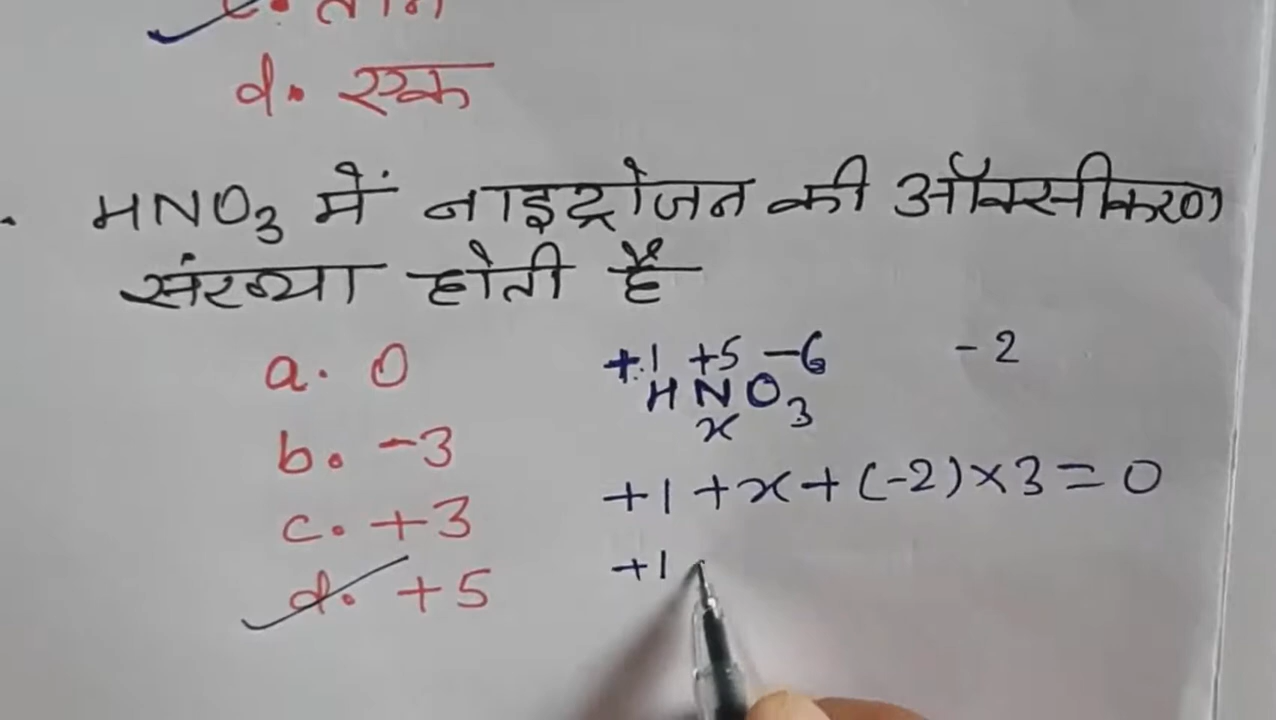 d. एक
HNO3 में नाइट्रोजन की ऑक्सीकरण
संख्या होती है
a. 0
b. -3
c. +3
d. +5
+1 +5 -6 -2
HNO3
x
+1 +x+(-2)×3=0
+1